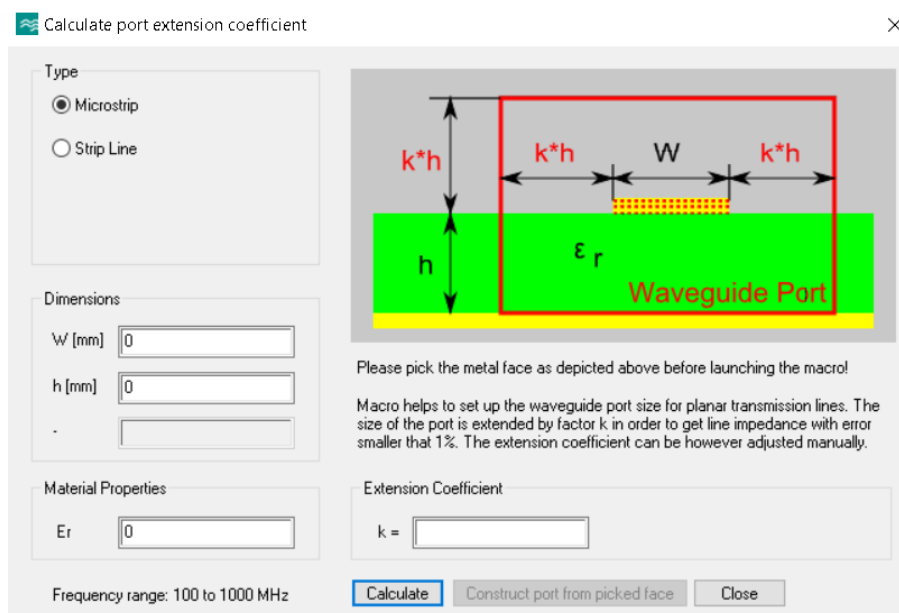 Calculate port extension coefficient
Type
Microstrip
Strip Line
k*h
k*h
W
k*h
h
ε r
Waveguide Port
Dimensions
W [mm]
0
h [mm]
0
-
Please pick the metal face as depicted above before launching the macro!
Macro helps to set up the waveguide port size for planar transmission lines. The
size of the port is extended by factor k in order to get line impedance with error
smaller that 1%. The extension coefficient can be however adjusted manually.
Material Properties
Er
0
Extension Coefficient
k =
Frequency range: 100 to 1000 MHz
Calculate
Construct port from picked face
Close